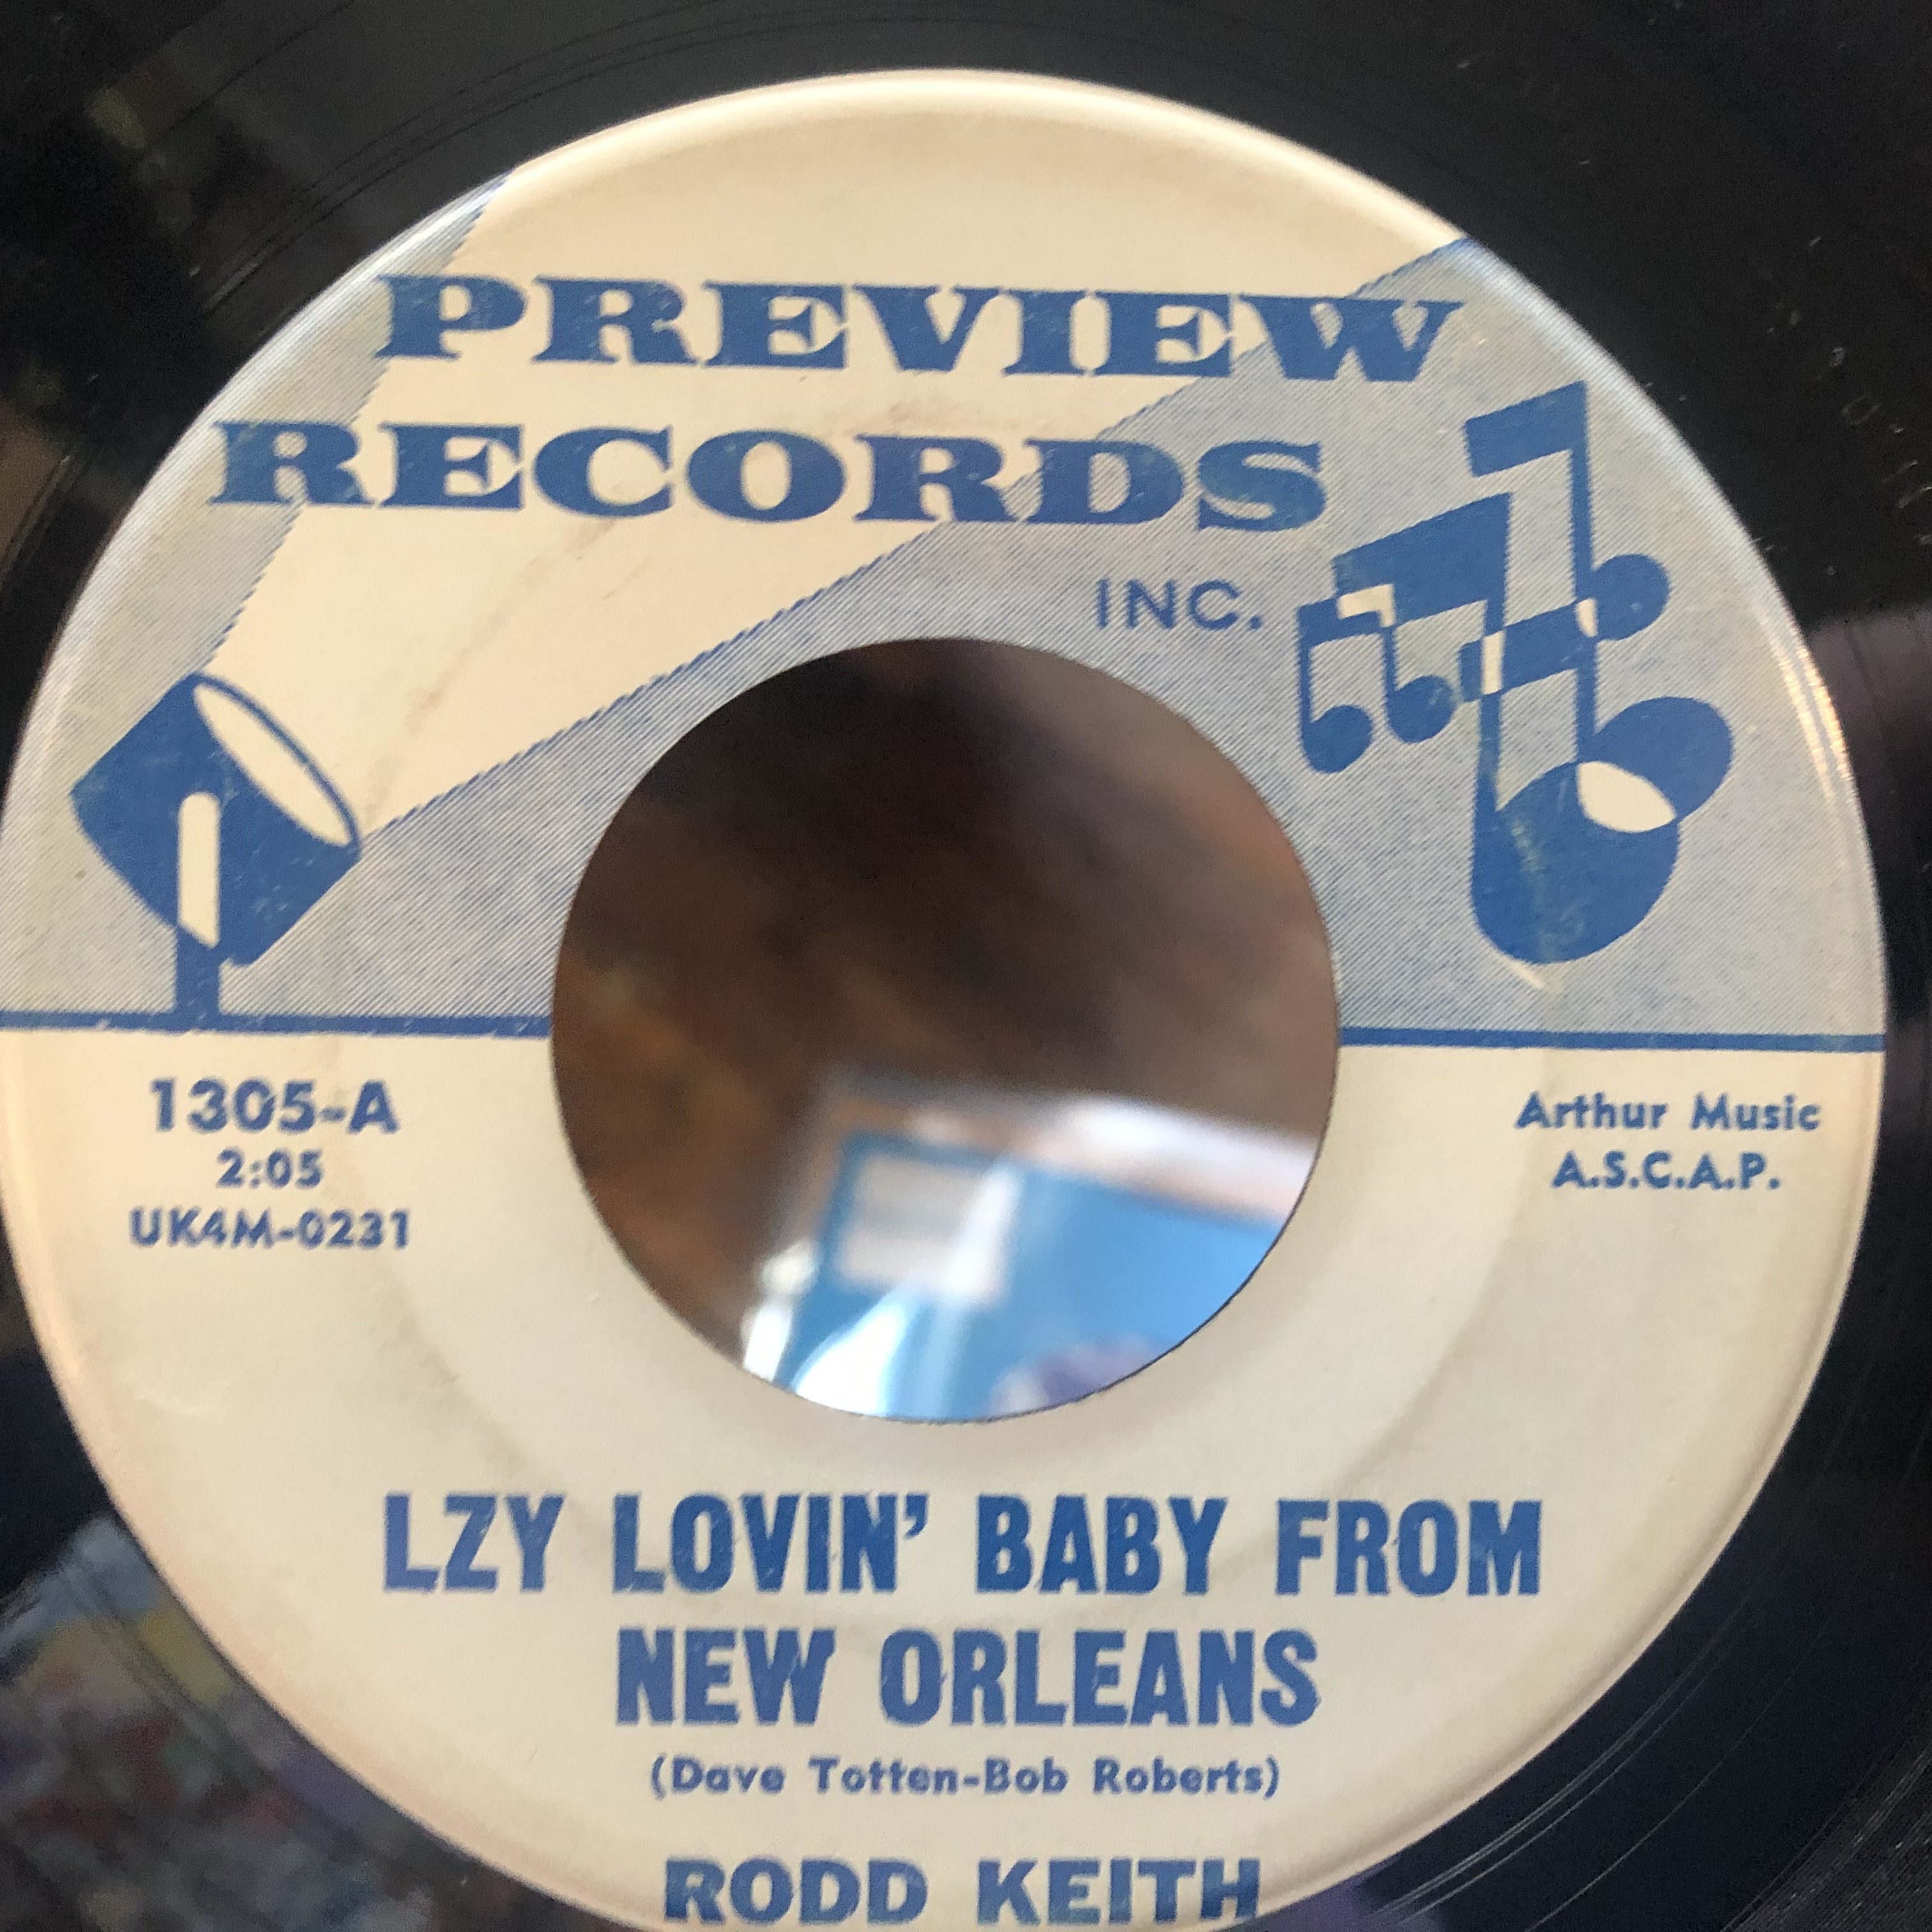 PREVIEW
RECORDS
INC.
1305-A
2:05
UK4M-0231
Arthur Music
A.S.C.A.P.
LZY LOVIN' BABY FROM
NEW ORLEANS
(Dave Totten-Bob Roberts)
RODD KEITH